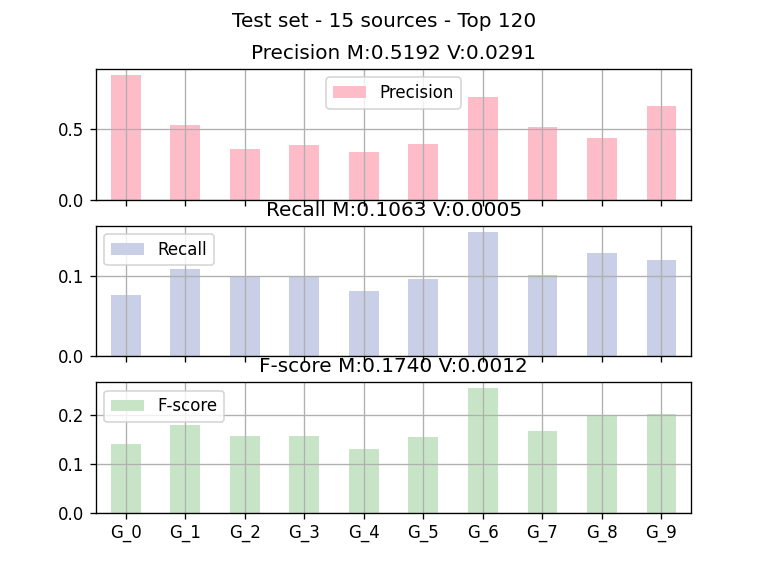 Test set - 15 sources - Top 120
Precision M:0.5192 V:0.0291
Precision
0.5
0.0
Recall M:0.1063 V:0.0005
Recall
0.1
0.0
F-score M:0.1740 V:0.0012
F-score
0.2
0.1
0.0
G_0 G_1 G_2 G_3 G_4 G_5 G_6 G_7 G_8 G_9